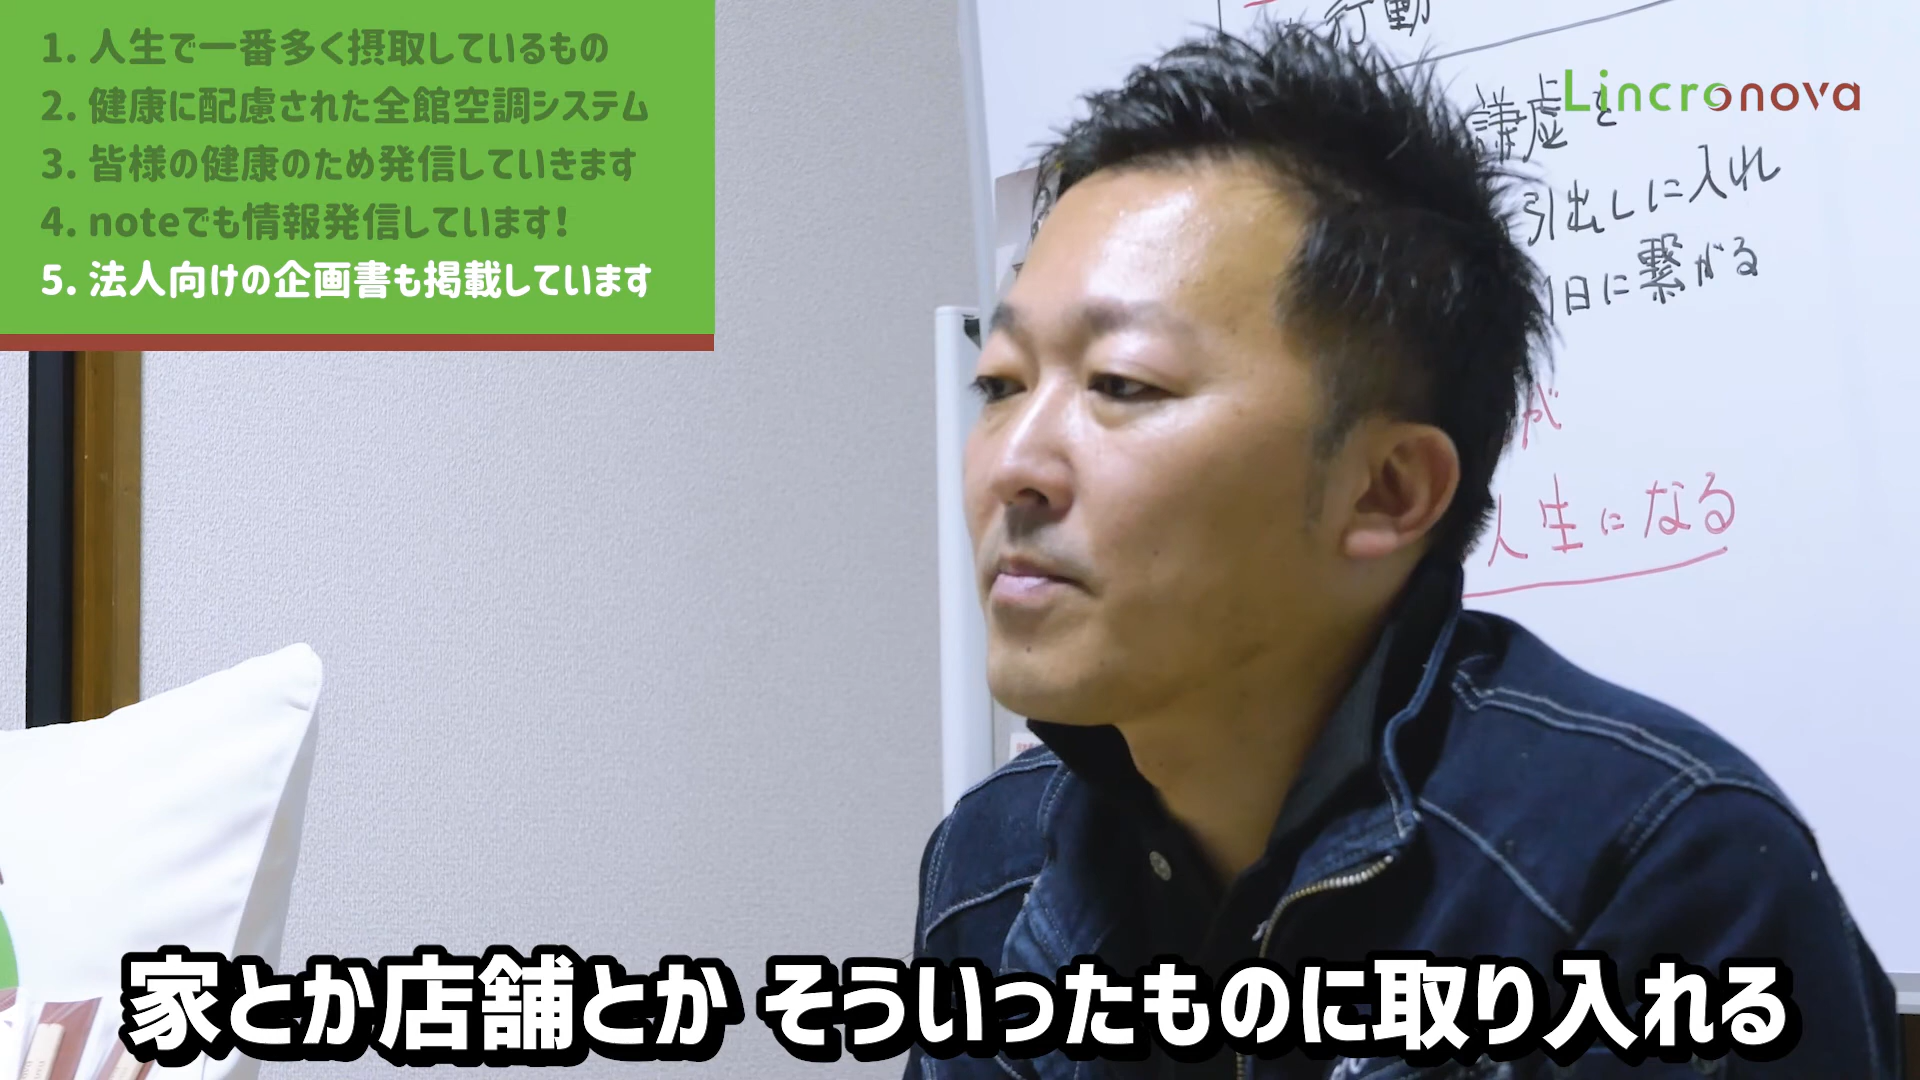 1. 人生で一番多く摂取しているもの
2. 健康に配慮された全館空調システム
3. 皆様の健康のため発信していきます
4. noteでも情報発信しています！
5. 法人向けの企画書も掲載しています
Lincronova
行動
謙虚を
引出しに入れ
日に繋がる
が
人生になる
家とか店舗とか そういったものに取り入れる